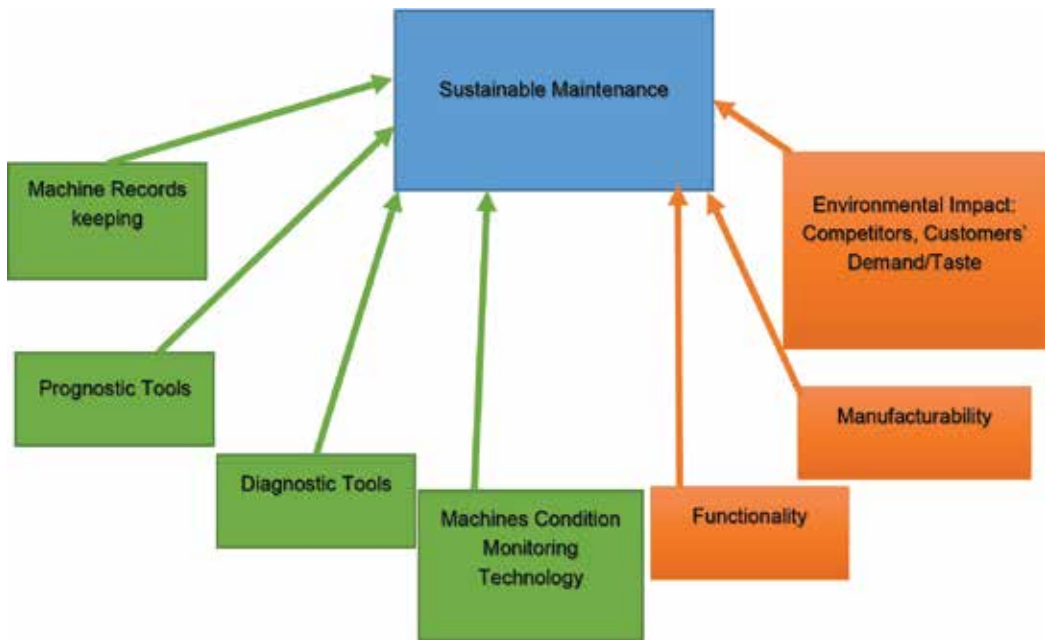 Sustainable Maintenance
Machine Records
keeping
Environmental Impact:
Competitors, Customers'
Demand/Taste
Prognostic Tools
Manufacturability
Diagnostic Tools
Machines Condition
Monitoring
Technology
Functionality